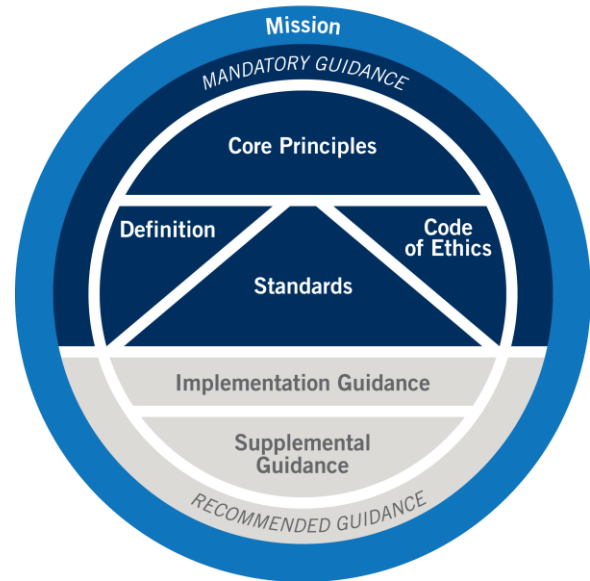 Mission
MANDATORY GUIDANCE
Core Principles
Definition
Code
of Ethics
Standards
Implementation Guidance
Supplemental
Guidance
RECOMMENDED GUIDANCE